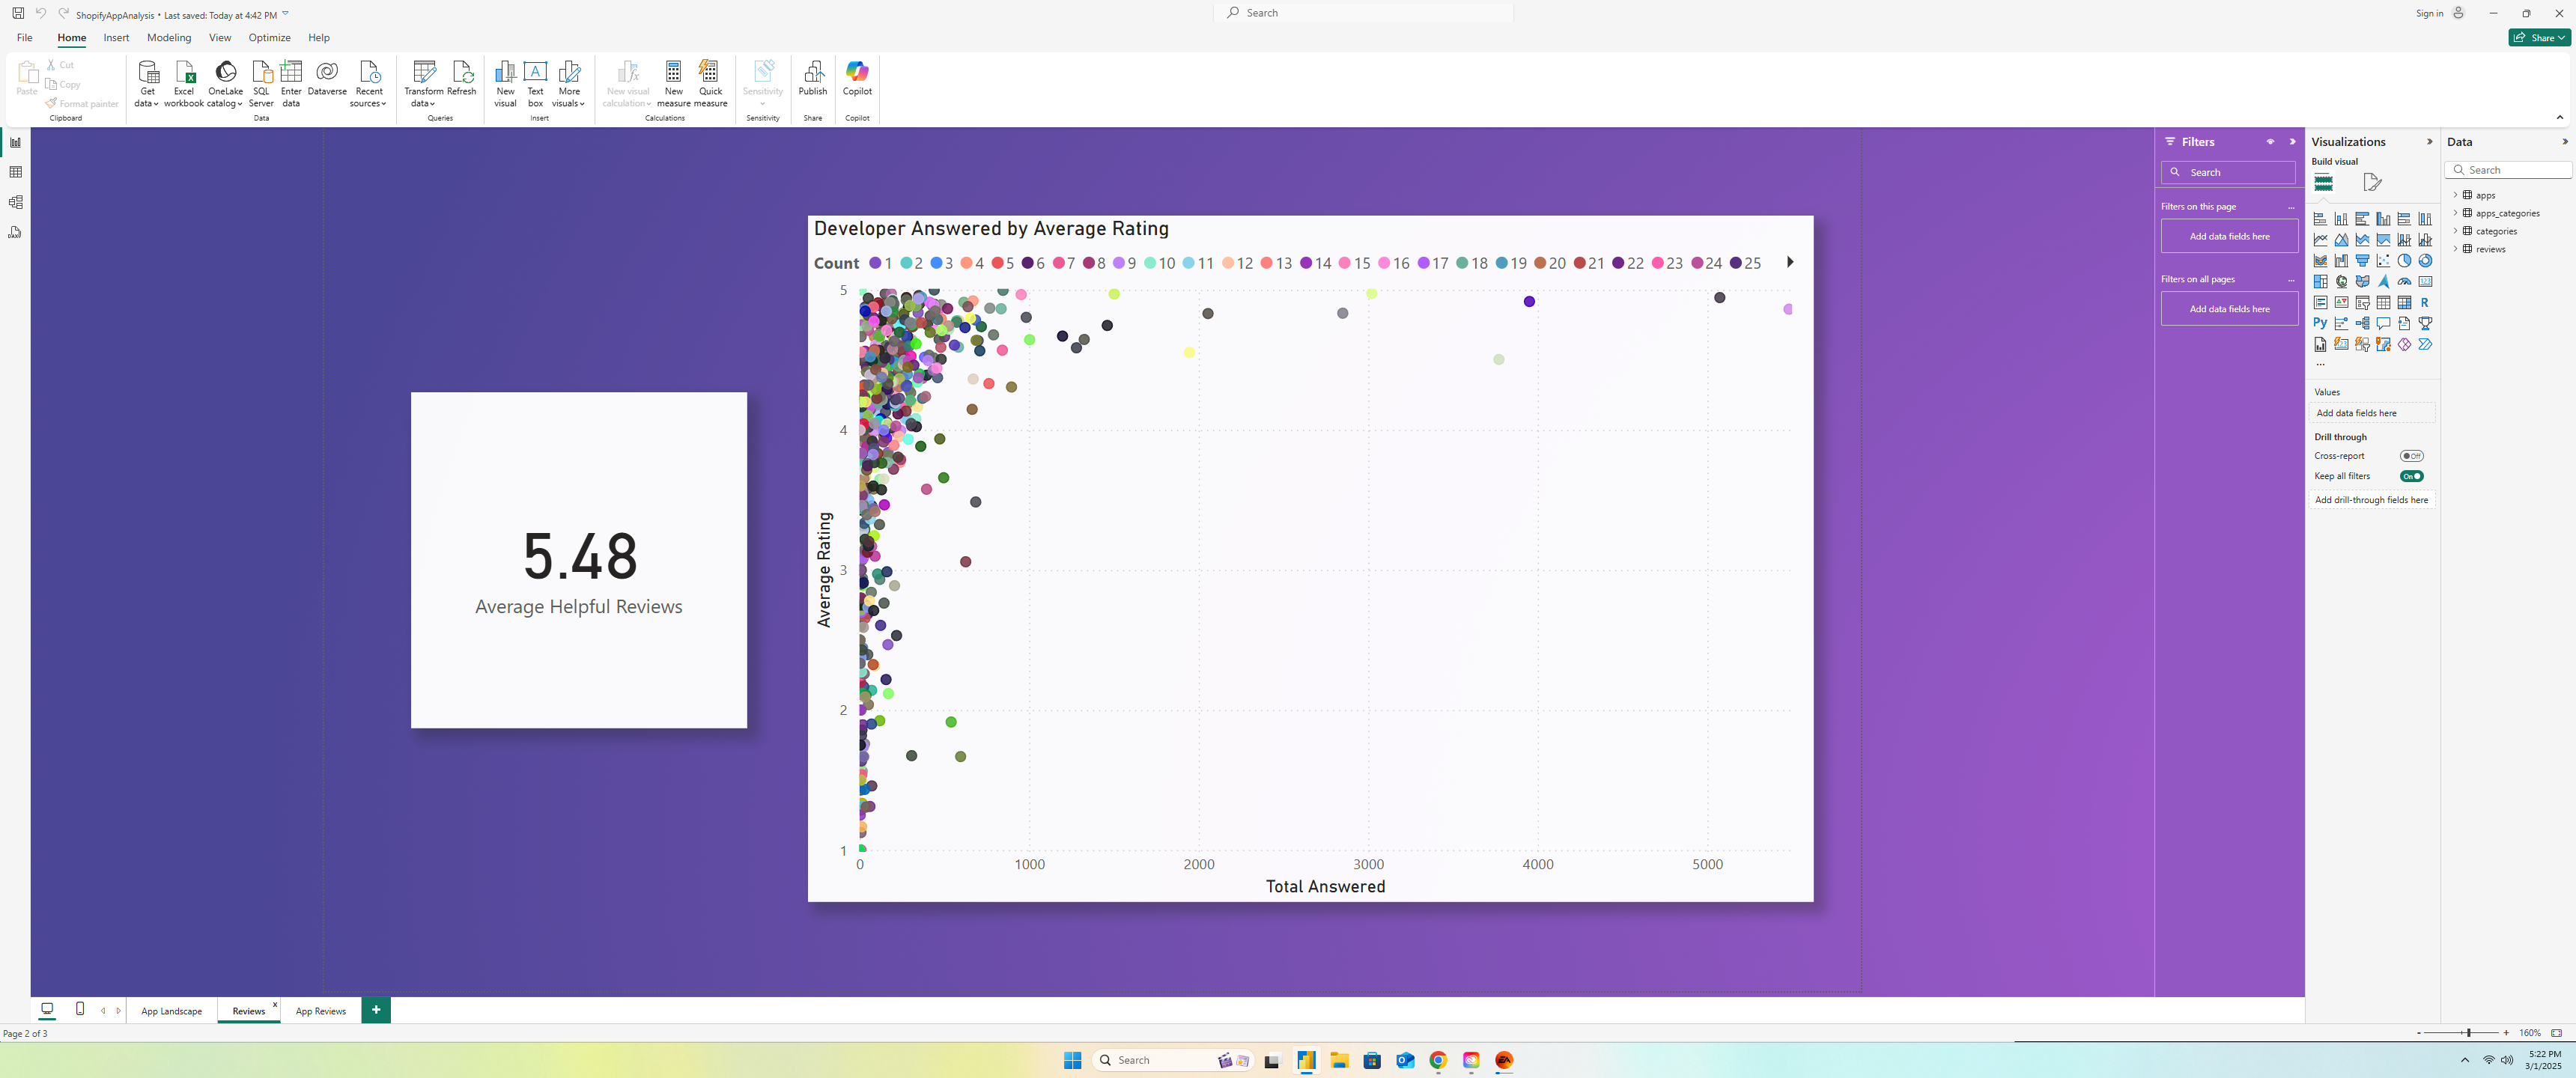 ShopifyAppAnalysis • Last saved: Today at 4:42 PM
Search
Sign in
File Home Insert Modeling View Optimize Help
Share
Paste
Cut
Copy
Format painter
Clipboard
Get data
Excel workbook
OneLake catalog
SQL Server
Enter data
Dataverse
Recent sources
Data
Transform data
Refresh
Queries
New visual
Text box
More visuals
Insert
New visual calculation
New measure
Quick measure
Calculations
Sensitivity
Sensitivity
Publish
Share
Copilot
Copilot
5.48
Average Helpful Reviews
Developer Answered by Average Rating
Count 1 2 3 4 5 6 7 8 9 10 11 12 13 14 15 16 17 18 19 20 21 22 23 24 25
Average Rating
5
4
3
2
1
0 1000 2000 3000 4000 5000
Total Answered
Filters
Search
Filters on this page ...
Add data fields here
Filters on all pages ...
Add data fields here
Visualizations
Build visual
R
Py
...
Values
Add data fields here
Drill through
Cross-report Off
Keep all filters On
Add drill-through fields here
Data
Search
apps
apps_categories
categories
reviews
App Landscape
Reviews x
App Reviews
+
Page 2 of 3
- + 160%
Search
EA
5:22 PM
3/1/2025